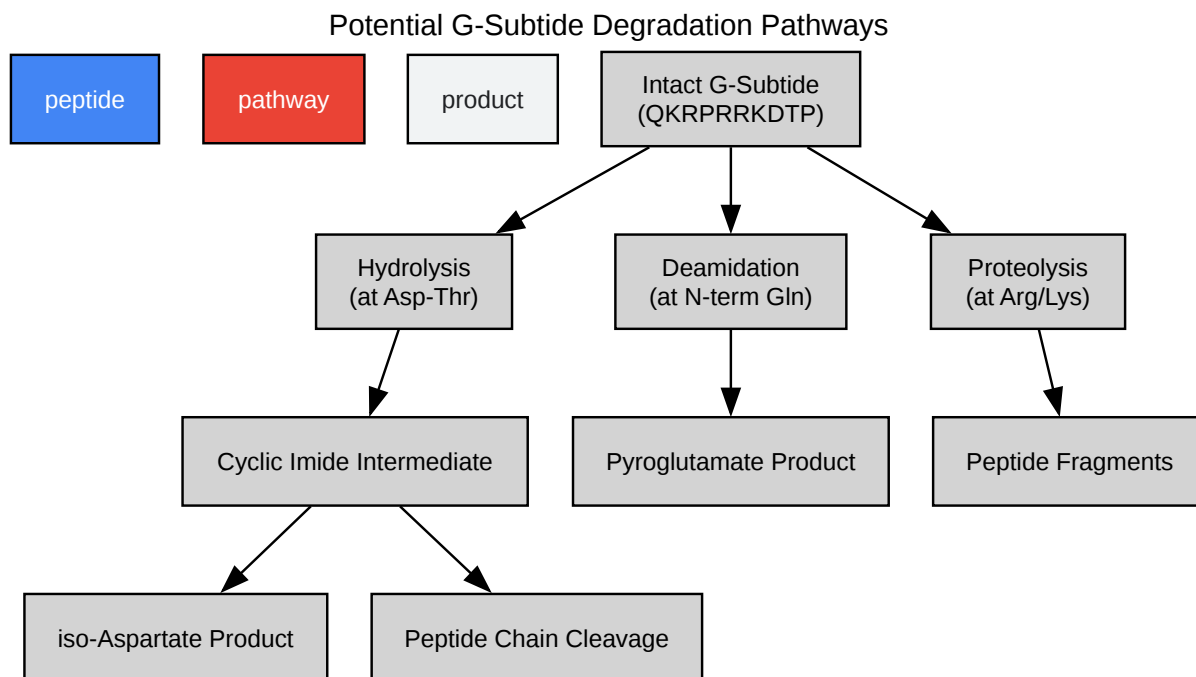 Potential G-Subtide Degradation Pathways
peptide
pathway
product
Intact G-Subtide
(QKRPRRKDTP)
Hydrolysis
(at Asp-Thr)
Deamidation
(at N-term Gln)
Proteolysis
(at Arg/Lys)
Cyclic Imide Intermediate
Pyroglutamate Product
Peptide Fragments
iso-Aspartate Product
Peptide Chain Cleavage